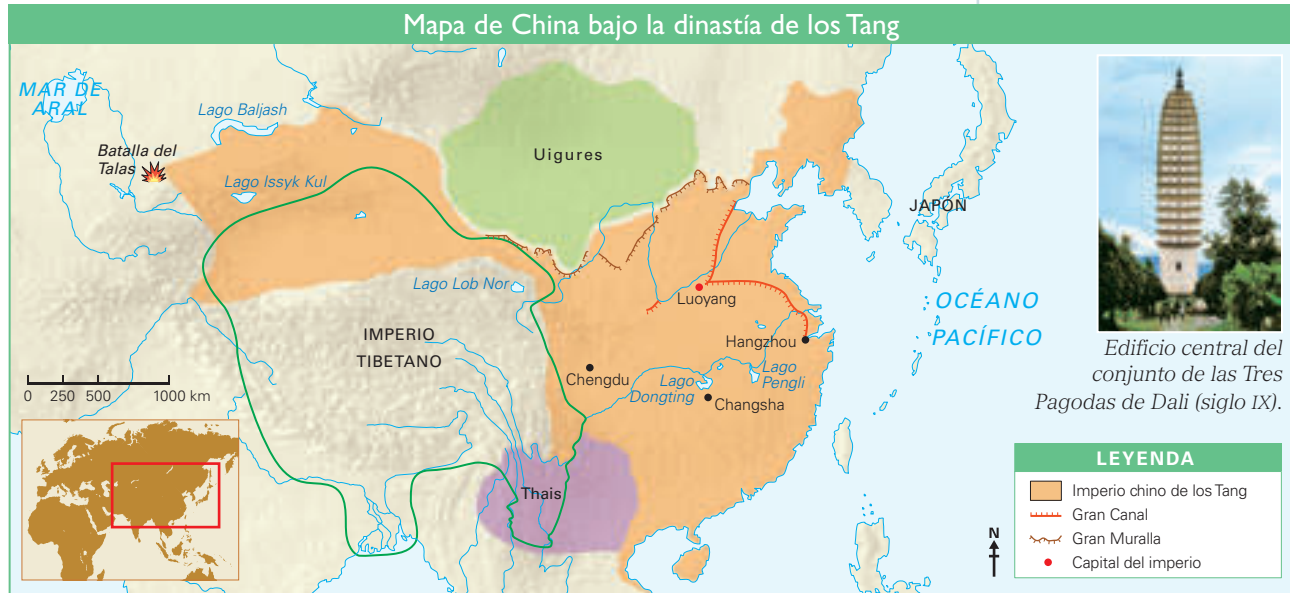 Mapa de China bajo la dinastía de los Tang
MAR DE
ARAL
Lago Baljash
Batalla del
Talas
Lago Issyk Kul
Uigures
JAPÓN
Lago Lob Nor
Luoyang
OCÉANO
PACÍFICO
IMPERIO
TIBETANO
Hangzhou
Chengdu
Lago
Pengli
Lago
Dongting
Changsha
0 250 500 1000 km
Thais
Edificio central del
conjunto de las Tres
Pagodas de Dali (siglo IX).
N
LEYENDA
Imperio chino de los Tang
Gran Canal
Gran Muralla
Capital del imperio